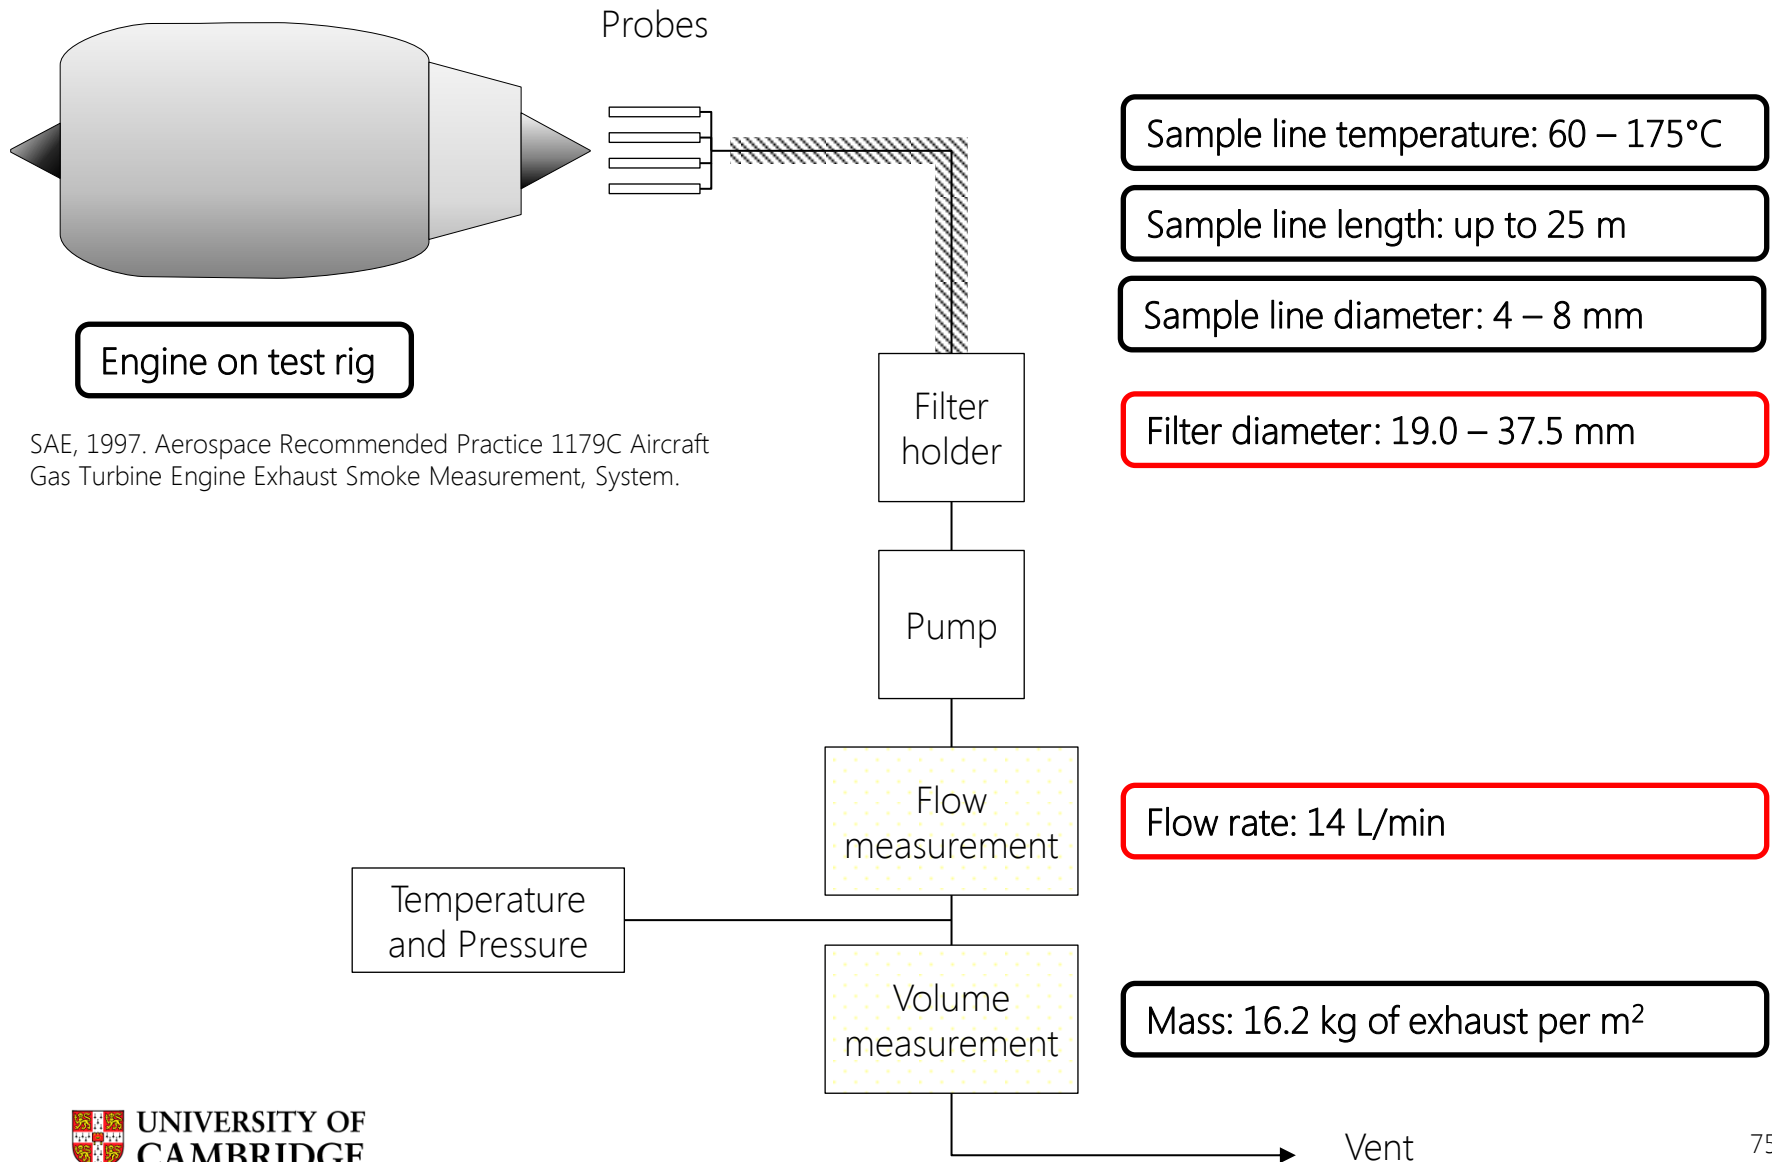 Probes
Sample line temperature: 60 – 175°C
Sample line length: up to 25 m
Sample line diameter: 4 – 8 mm
Engine on test rig
Filter
holder
Filter diameter: 19.0 – 37.5 mm
SAE, 1997. Aerospace Recommended Practice 1179C Aircraft
Gas Turbine Engine Exhaust Smoke Measurement, System.
Pump
Flow
measurement
Flow rate: 14 L/min
Temperature
and Pressure
Volume
measurement
Mass: 16.2 kg of exhaust per m²
UNIVERSITY OF
CAMBRIDGE
Vent
75